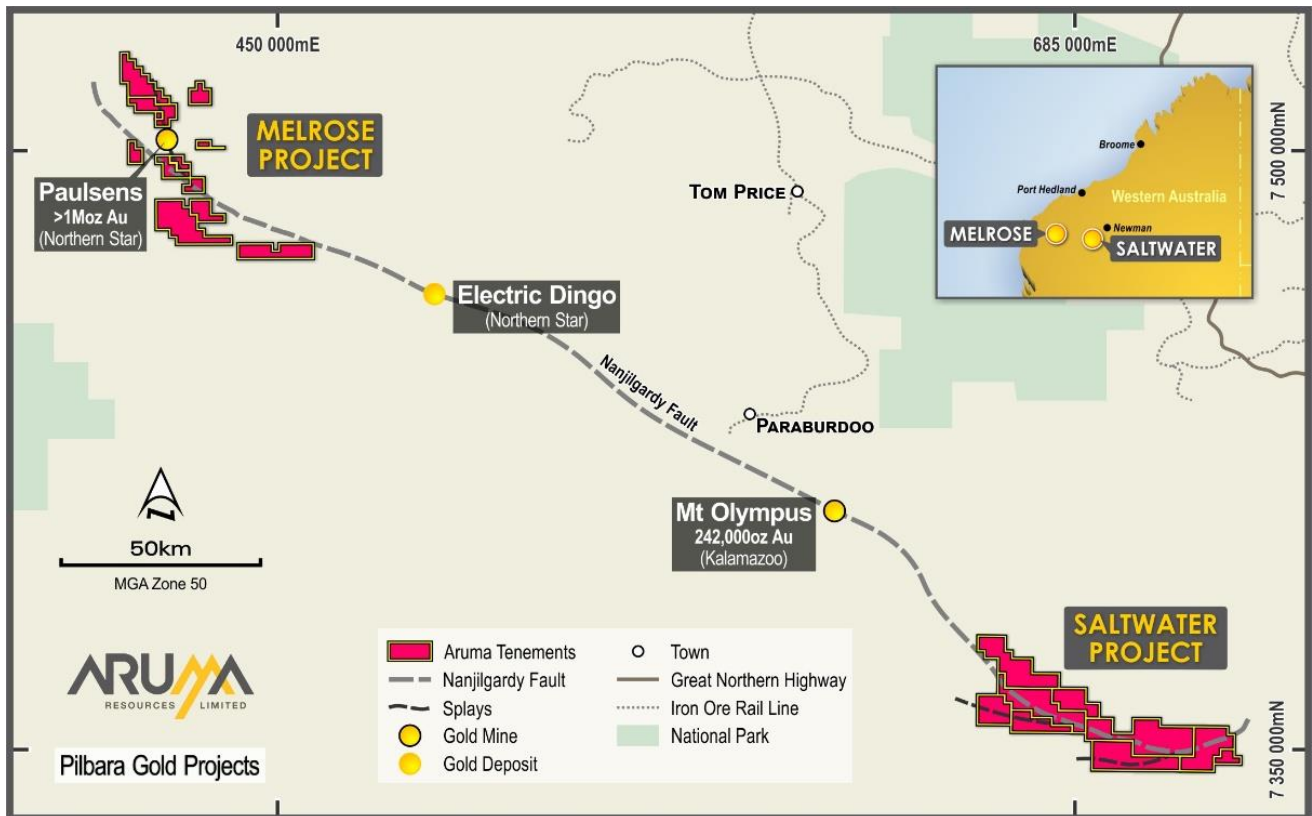 450 000mE
685 000mE
7 500 000mN
7 350 000mN
MELROSE
PROJECT
Paulsens
>1Moz Au
(Northern Star)
Electric Dingo
(Northern Star)
Nanjilgardy Fault
TOM PRICE
PARABURDOO
Mt Olympus
242,000oz Au
(Kalamazoo)
SALTWATER
PROJECT
Broome
Port Hedland
Western Australia
Newman
MELROSE
SALTWATER
N
50km
MGA Zone 50
ARUMA
RESOURCES LIMITED
Pilbara Gold Projects
Aruma Tenements
Nanjilgardy Fault
Splays
Gold Mine
Gold Deposit
Town
Great Northern Highway
Iron Ore Rail Line
National Park